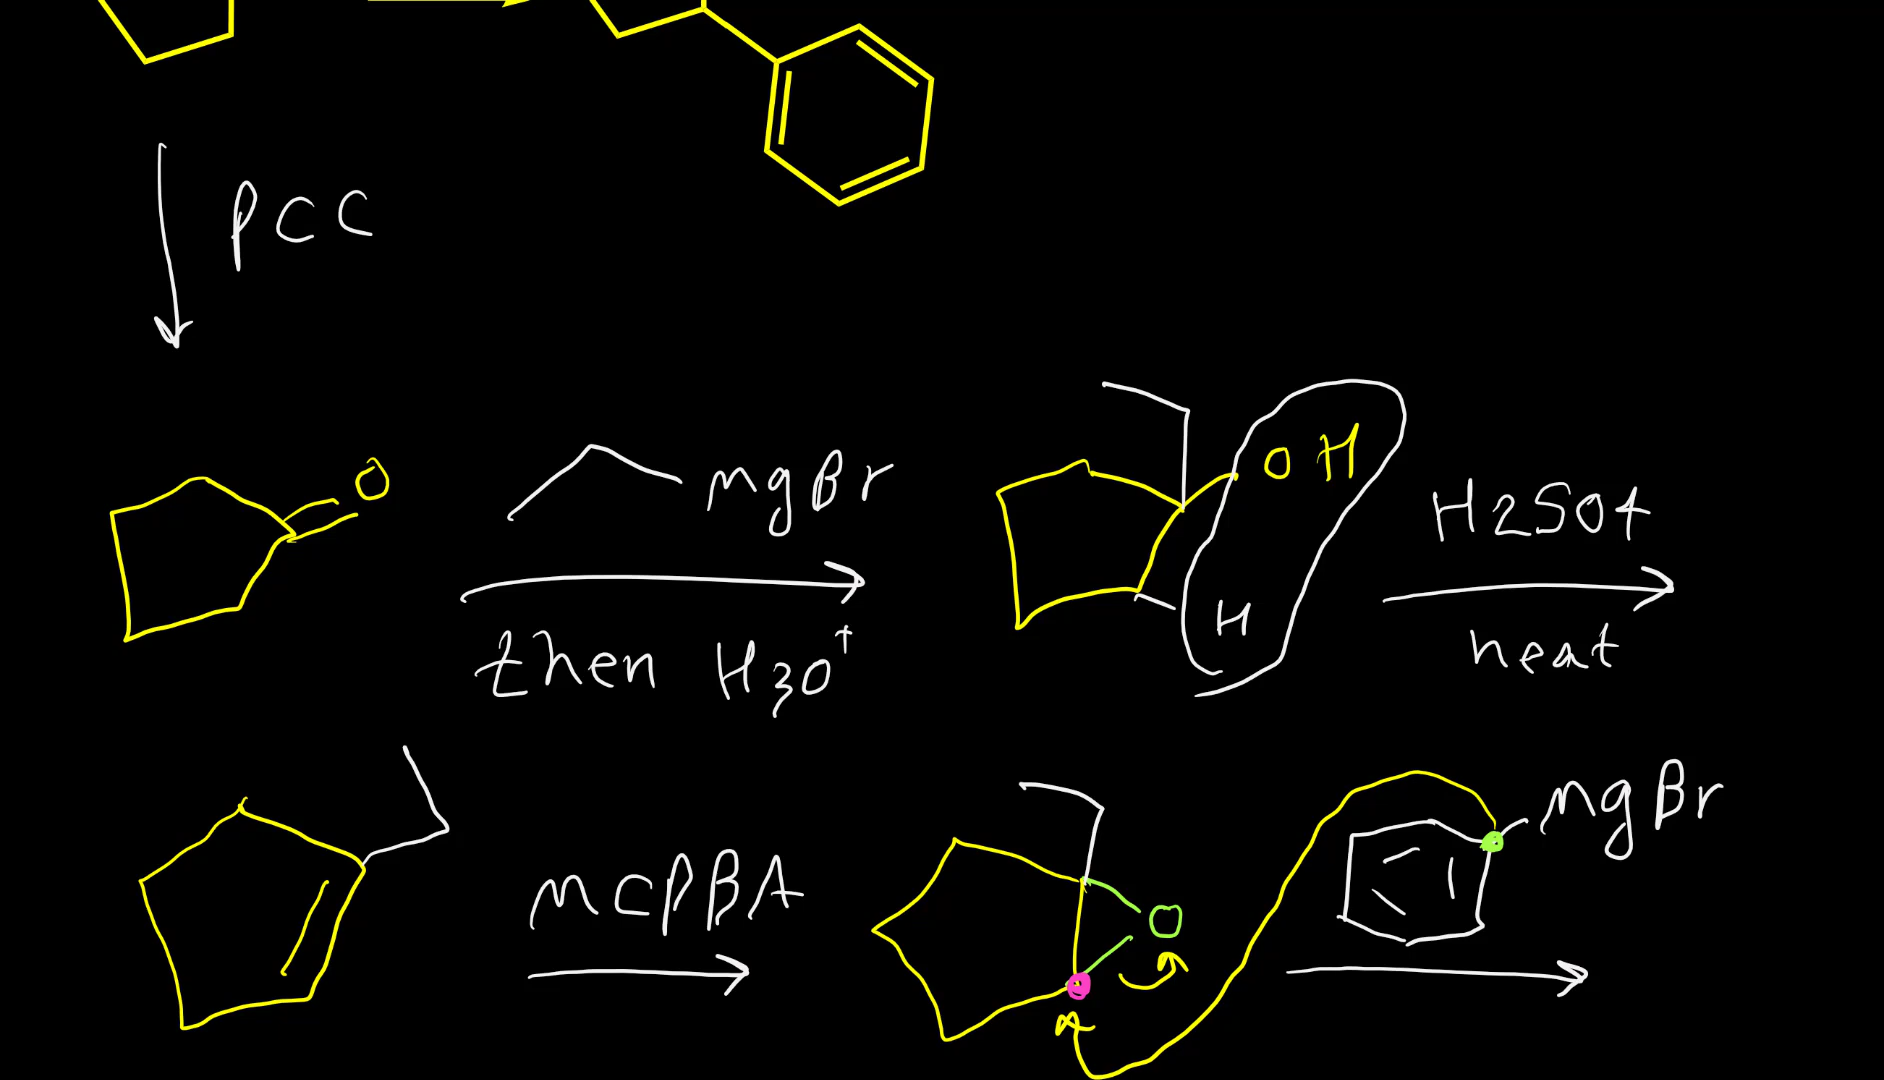 PCC
O
MgBr
OH
H2SO4
then H3O+
H
heat
MgBr
MCPBA
O